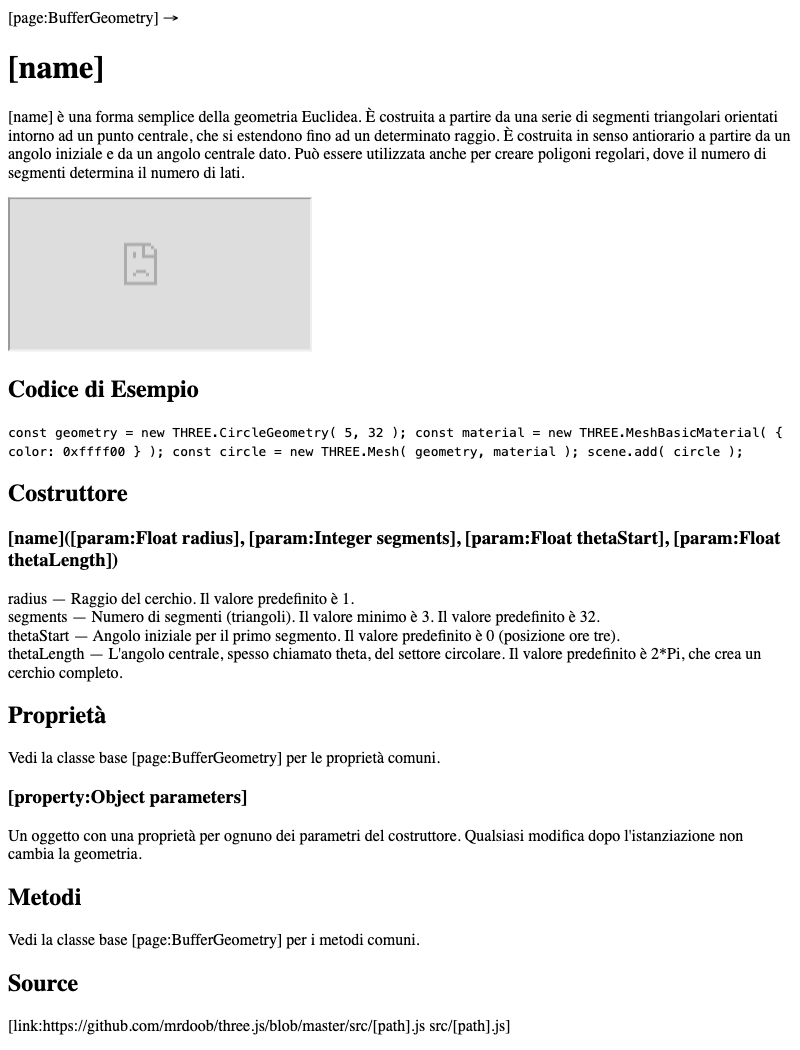 [page:BufferGeometry] →
[name]
[name] è una forma semplice della geometria Euclidea. È costruita a partire da una serie di segmenti triangolari orientati
intorno ad un punto centrale, che si estendono fino ad un determinato raggio. È costruita in senso antiorario a partire da un
angolo iniziale e da un angolo centrale dato. Può essere utilizzata anche per creare poligoni regolari, dove il numero di
segmenti determina il numero di lati.
Codice di Esempio
const geometry = new THREE.CircleGeometry( 5, 32 ); const material = new THREE.MeshBasicMaterial( {
color: 0xffff00 } ); const circle = new THREE.Mesh( geometry, material ); scene.add( circle );
Costruttore
[name]([param:Float radius], [param:Integer segments], [param:Float thetaStart], [param:Float
thetaLength])
radius — Raggio del cerchio. Il valore predefinito è 1.
segments — Numero di segmenti (triangoli). Il valore minimo è 3. Il valore predefinito è 32.
thetaStart — Angolo iniziale per il primo segmento. Il valore predefinito è 0 (posizione ore tre).
thetaLength — L'angolo centrale, spesso chiamato theta, del settore circolare. Il valore predefinito è 2*Pi, che crea un
cerchio completo.
Proprietà
Vedi la classe base [page:BufferGeometry] per le proprietà comuni.
[property:Object parameters]
Un oggetto con una proprietà per ognuno dei parametri del costruttore. Qualsiasi modifica dopo l'istanziazione non
cambia la geometria.
Metodi
Vedi la classe base [page:BufferGeometry] per i metodi comuni.
Source
[link:https://github.com/mrdoob/three.js/blob/master/src/[path].js src/[path].js]